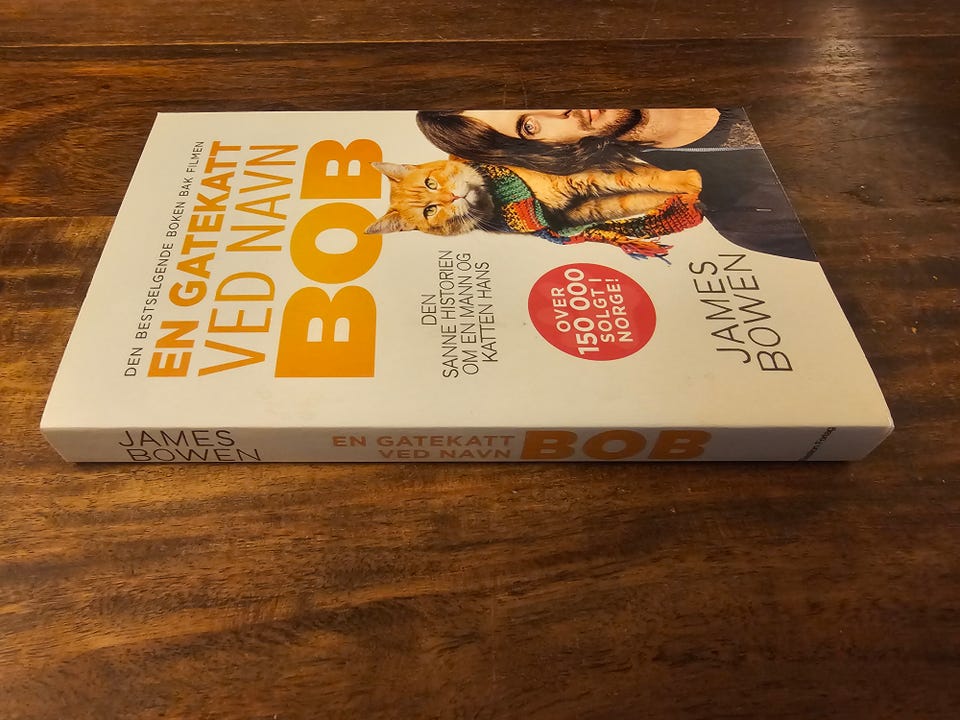 DEN BESTSELGENDE BOKEN BAK FILMEN
EN GATEKATT
VED NAVN
BOB
DEN
SANNE HISTORIEN
OM EN MANN OG
KATTEN HANS
OVER
150 000
SOLGT I
NORGE!
JAMES
BOWEN
JAMES
BOWEN
EN GATEKATT
VED NAVN
BOB
Forlag